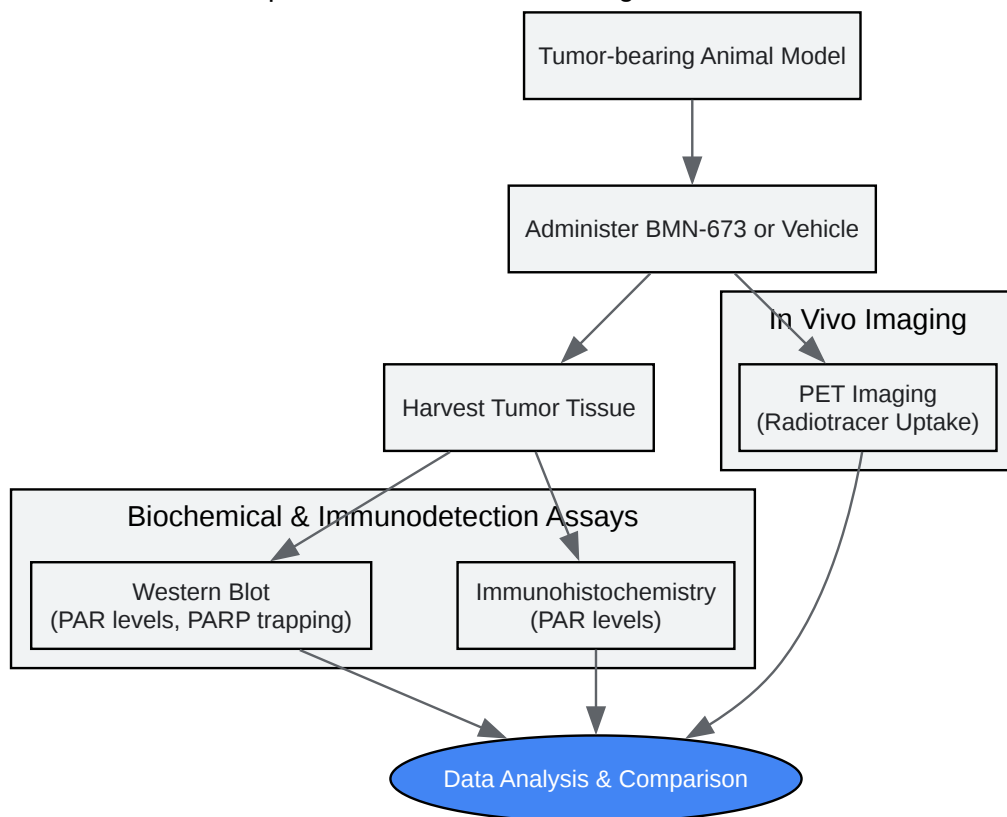 Tumor-bearing Animal Model
Administer BMN-673 or Vehicle
In Vivo Imaging
Harvest Tumor Tissue
PET Imaging
(Radiotracer Uptake)
Biochemical & Immunodetection Assays
Western Blot
(PAR levels, PARP trapping)
Immunohistochemistry
(PAR levels)
Data Analysis & Comparison